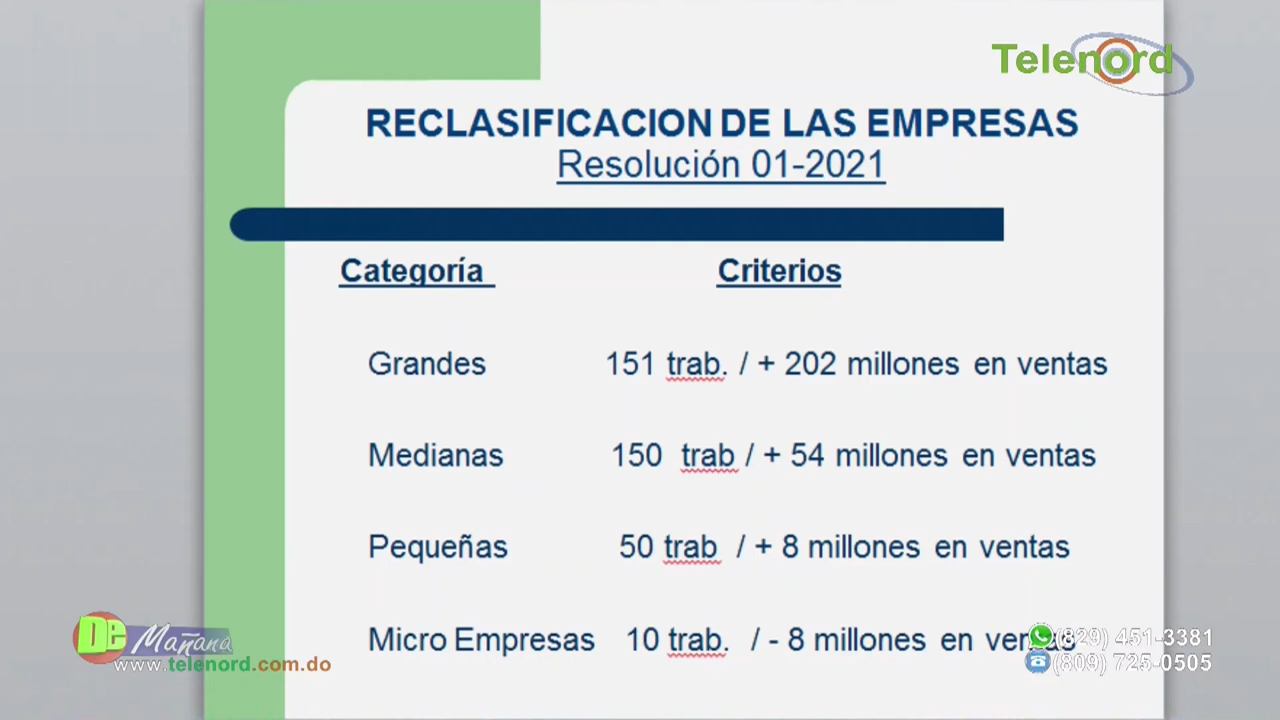 Telenord
RECLASIFICACION DE LAS EMPRESAS
Resolución 01-2021
Categoría Criterios
Grandes 151 trab. / + 202 millones en ventas
Medianas 150 trab / + 54 millones en ventas
Pequeñas 50 trab / + 8 millones en ventas
Micro Empresas 10 trab. / - 8 millones en ventas
De Mañana
www.telenord.com.do
(829) 451-3381
(809) 725-0505